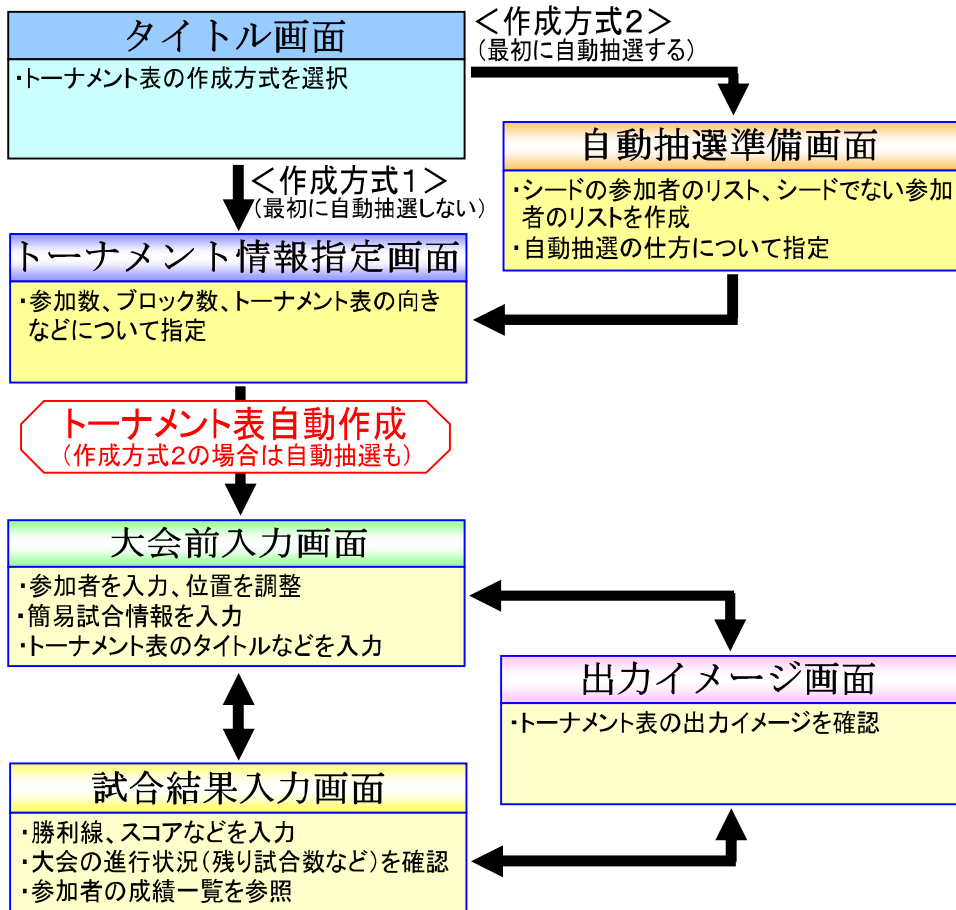 タイトル画面
・トーナメント表の作成方式を選択
＜作成方式２＞
（最初に自動抽選する）
自動抽選準備画面
・シードの参加者のリスト、シードでない参加
者のリストを作成
・自動抽選の仕方について指定
＜作成方式１＞
（最初に自動抽選しない）
トーナメント情報指定画面
・参加数、ブロック数、トーナメント表の向き
などについて指定
トーナメント表自動作成
（作成方式２の場合は自動抽選も）
大会前入力画面
・参加者を入力、位置を調整
・簡易試合情報を入力
・トーナメント表のタイトルなどを入力
出力イメージ画面
・トーナメント表の出力イメージを確認
試合結果入力画面
・勝利線、スコアなどを入力
・大会の進行状況（残り試合数など）を確認
・参加者の成績一覧を参照